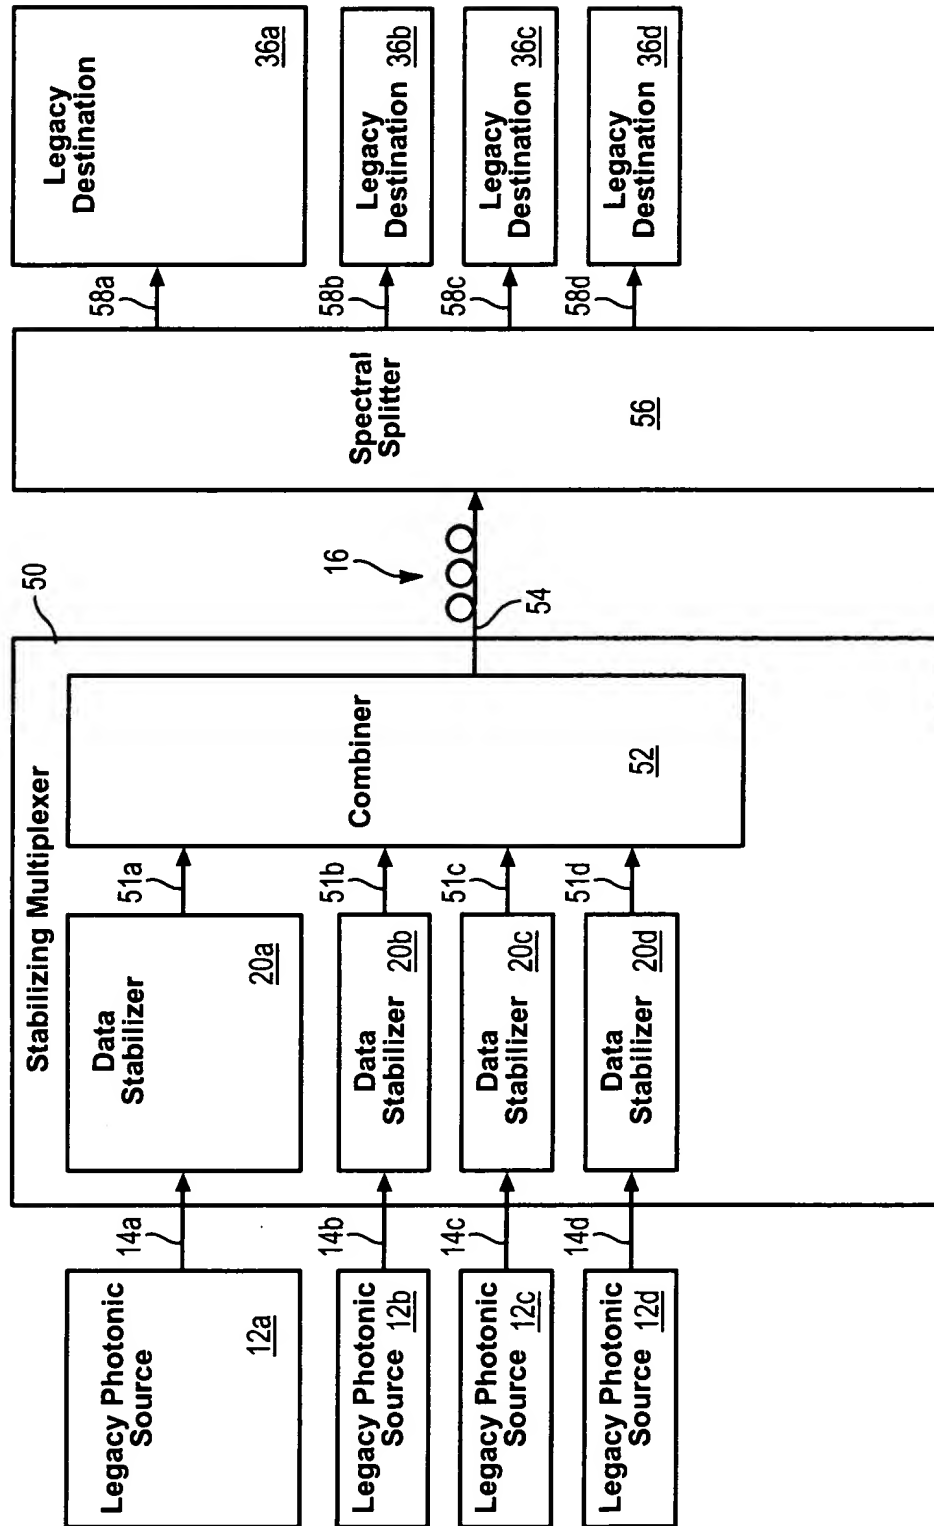 Legacy Photonic
Source
12a
Legacy Photonic
Source 12b
Legacy Photonic
Source 12c
Legacy Photonic
Source 12d
14a
14b
14c
14d
Stabilizing Multiplexer
50
Data
Stabilizer
20a
Data
Stabilizer 20b
Data
Stabilizer 20c
Data
Stabilizer 20d
51a
51b
51c
51d
Combiner
52
16
54
Spectral
Splitter
56
58a
58b
58c
58d
Legacy
Destination
36a
Legacy
Destination 36b
Legacy
Destination 36c
Legacy
Destination 36d